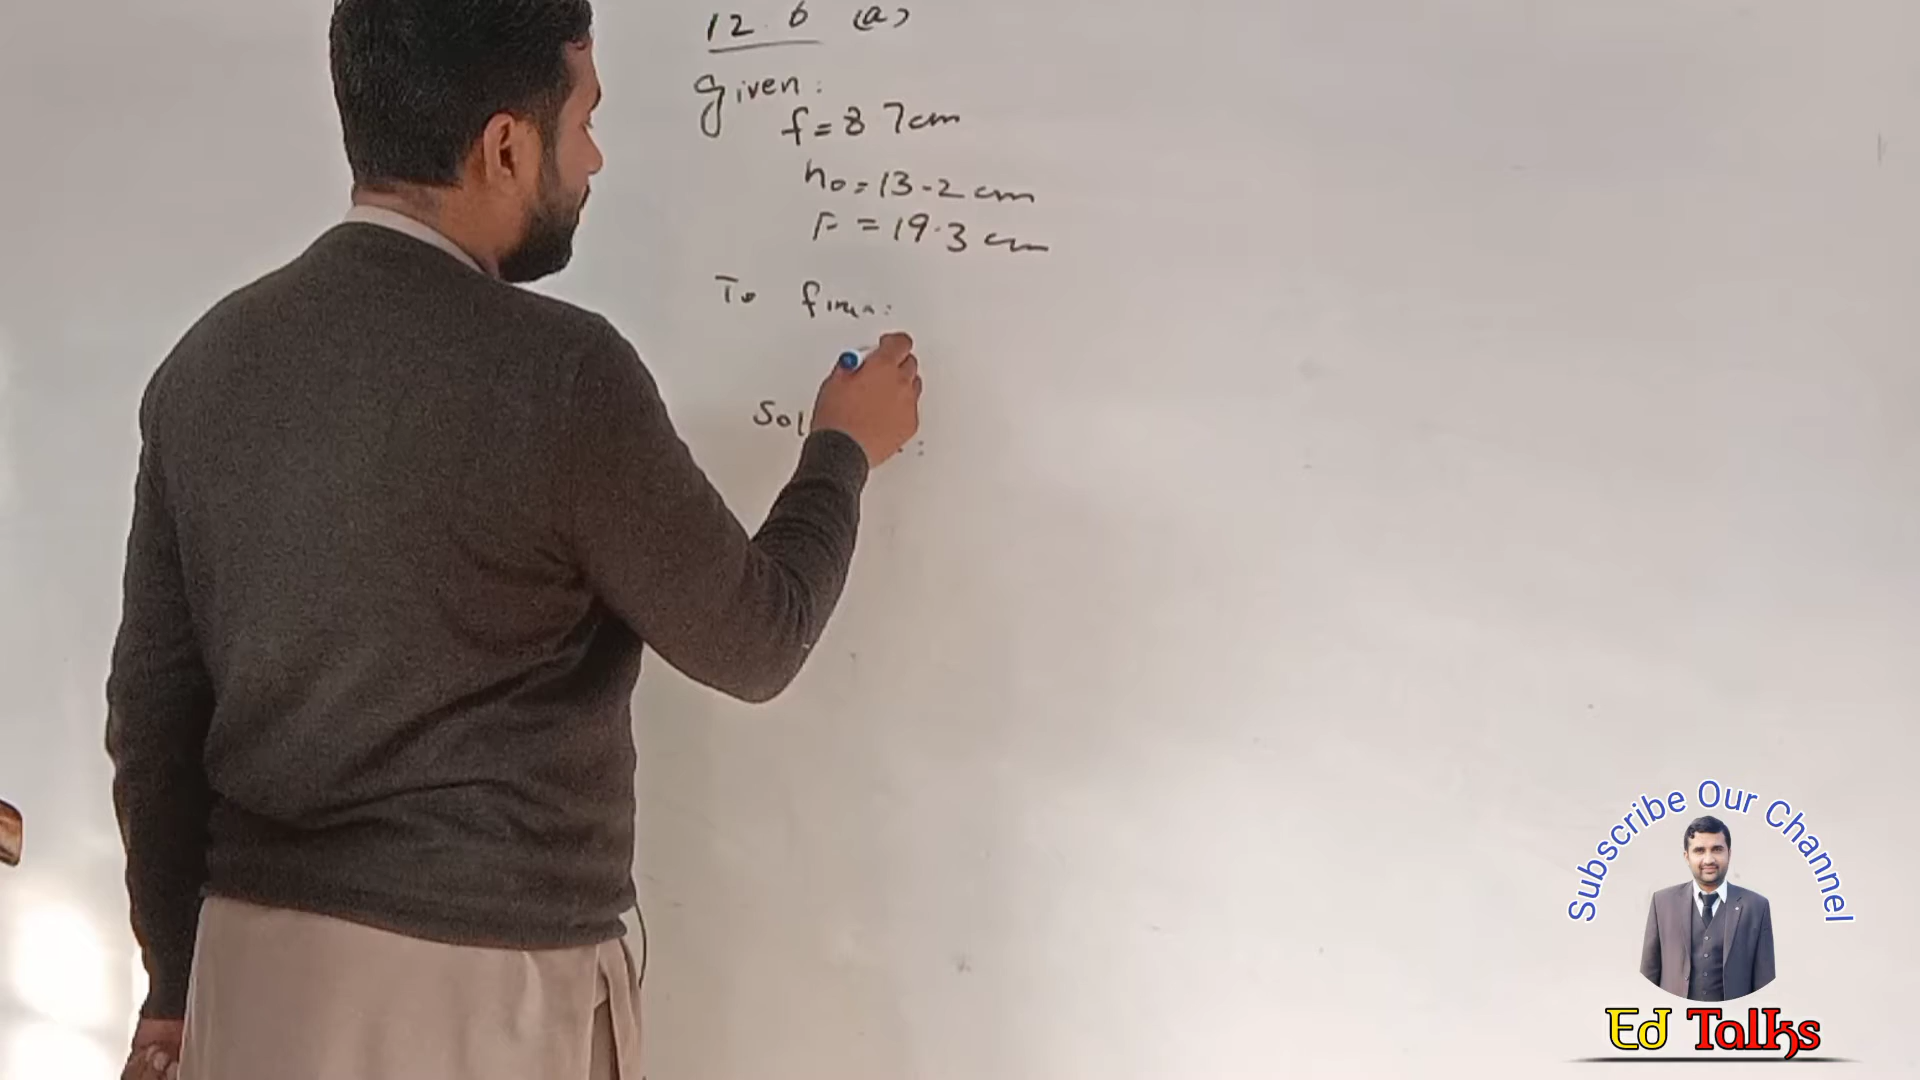 12.6 (a)
Given:
f = 8.7cm
ho = 13.2 cm
P = 19.3 cm
To find:
Sol
Subscribe Our Channel
Ed Talks